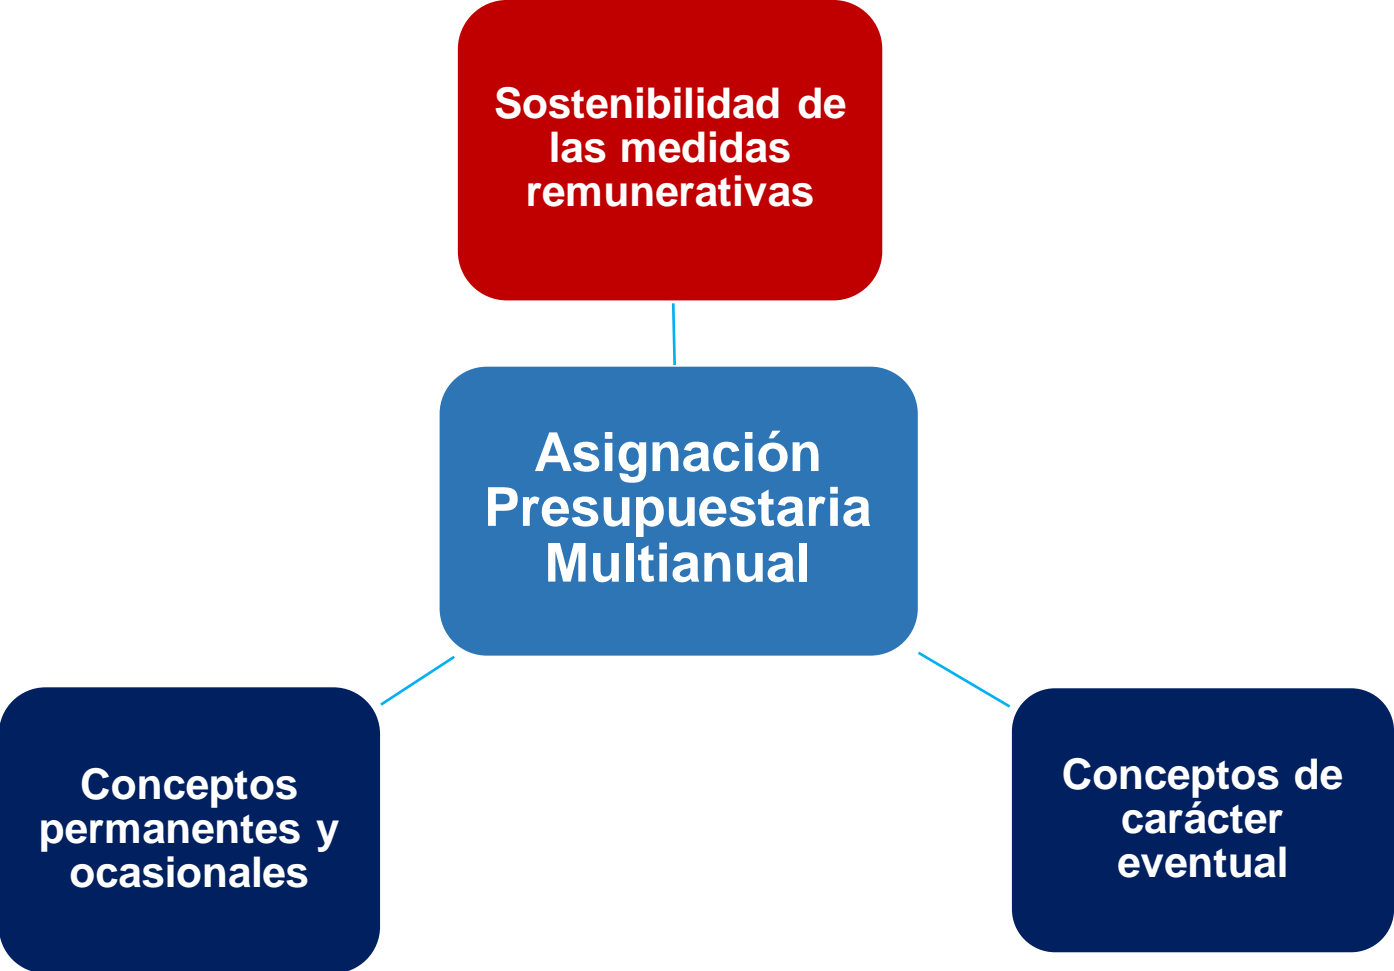 Sostenibilidad de
las medidas
remunerativas
Asignación
Presupuestaria
Multianual
Conceptos
permanentes y
ocasionales
Conceptos de
carácter
eventual